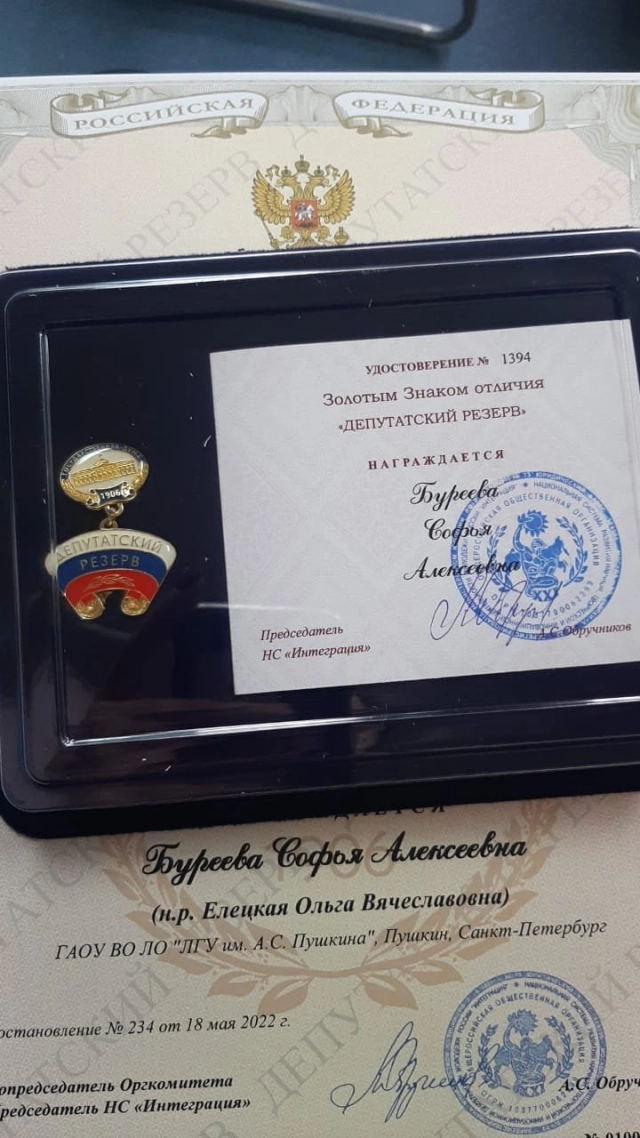 РОССИЙСКАЯ ФЕДЕРАЦИЯ
УДОСТОВЕРЕНИЕ № 1394
Золотым Знаком отличия
«ДЕПУТАТСКИЙ РЕЗЕРВ»
НАГРАЖДАЕТСЯ
Буреева
Софья
Алексеевна
Председатель
НС «Интеграция»
А.С. Обручников
1906
ДЕПУТАТСКИЙ
РЕЗЕРВ
Буреева Софья Алексеевна
(н.р. Елецкая Ольга Вячеславовна)
ГАОУ ВО ЛО "ЛГУ им. А.С. Пушкина", Пушкин, Санкт-Петербург
остановление № 234 от 18 мая 2022 г.
опредседатель Оргкомитета
редседатель НС «Интеграция»
А.С. Обруч